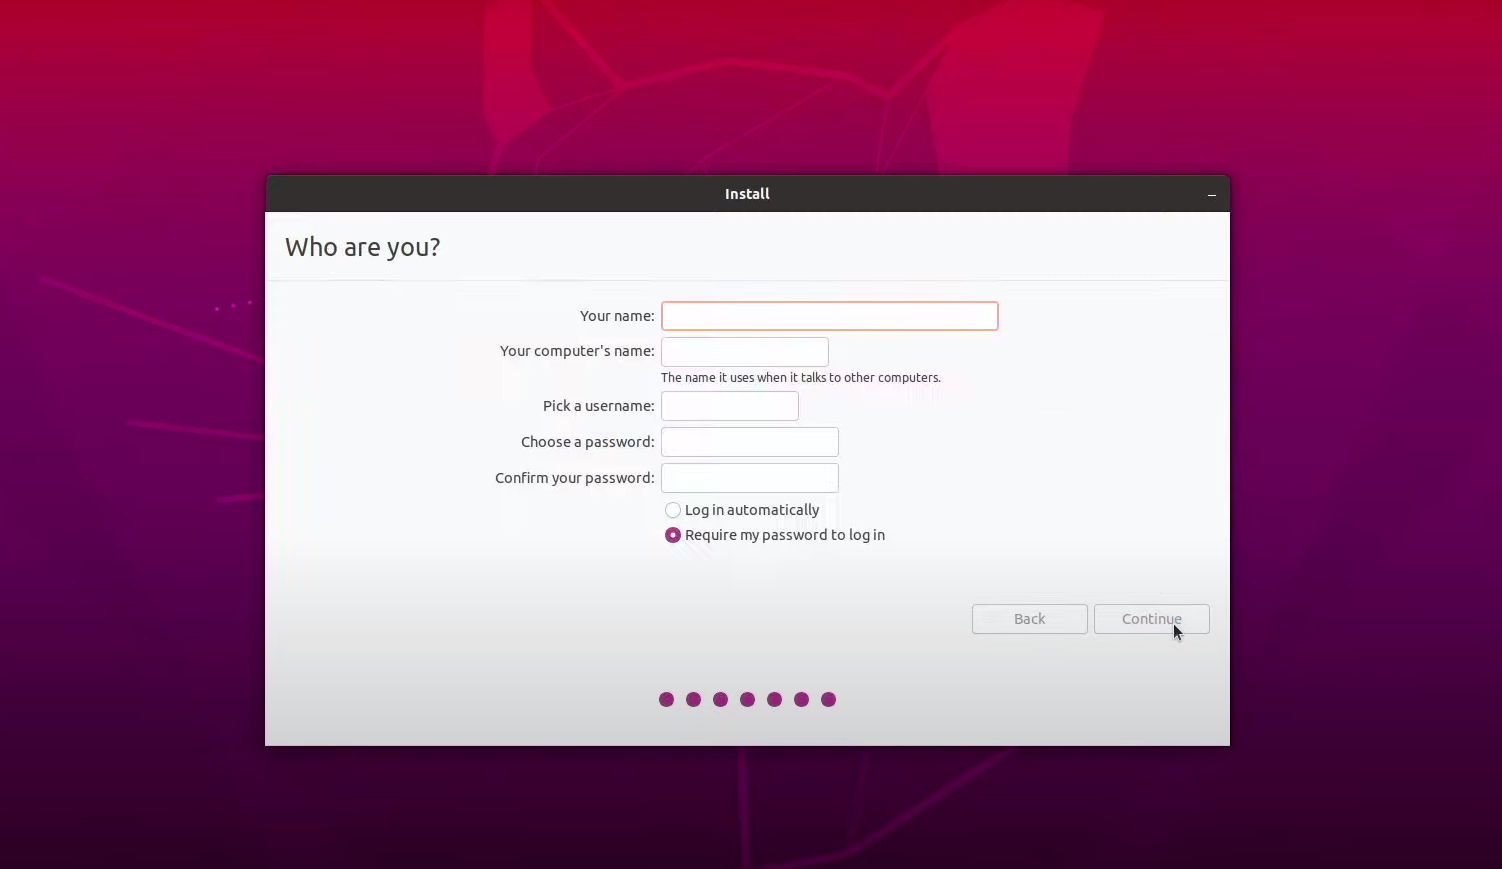 Install
Who are you?
Your name:
Your computer's name:
The name it uses when it talks to other computers.
Pick a username:
Choose a password:
Confirm your password:
Log in automatically
Require my password to log in
Back Continue